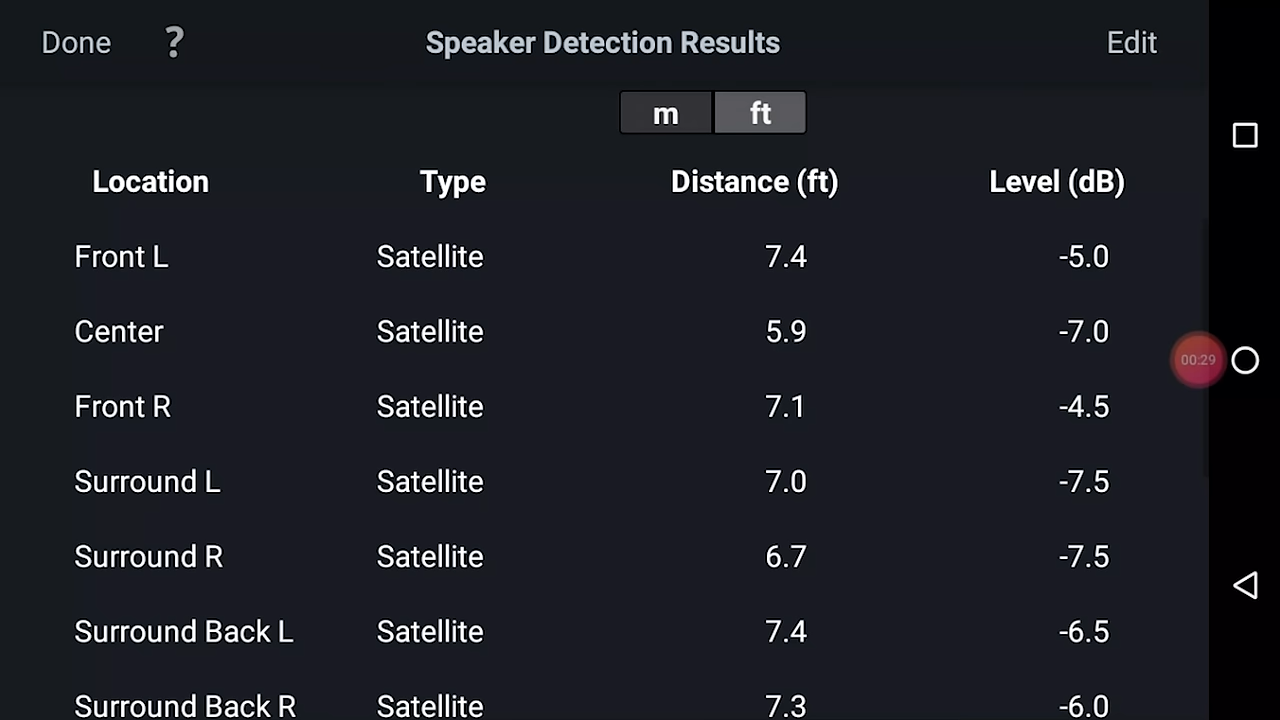 Done ? Speaker Detection Results Edit
m ft
Location Type Distance (ft) Level (dB)
Front L Satellite 7.4 -5.0
Center Satellite 5.9 -7.0
Front R Satellite 7.1 -4.5
00:29
Surround L Satellite 7.0 -7.5
Surround R Satellite 6.7 -7.5
Surround Back L Satellite 7.4 -6.5
Surround Back R Satellite 7.3 -6.0